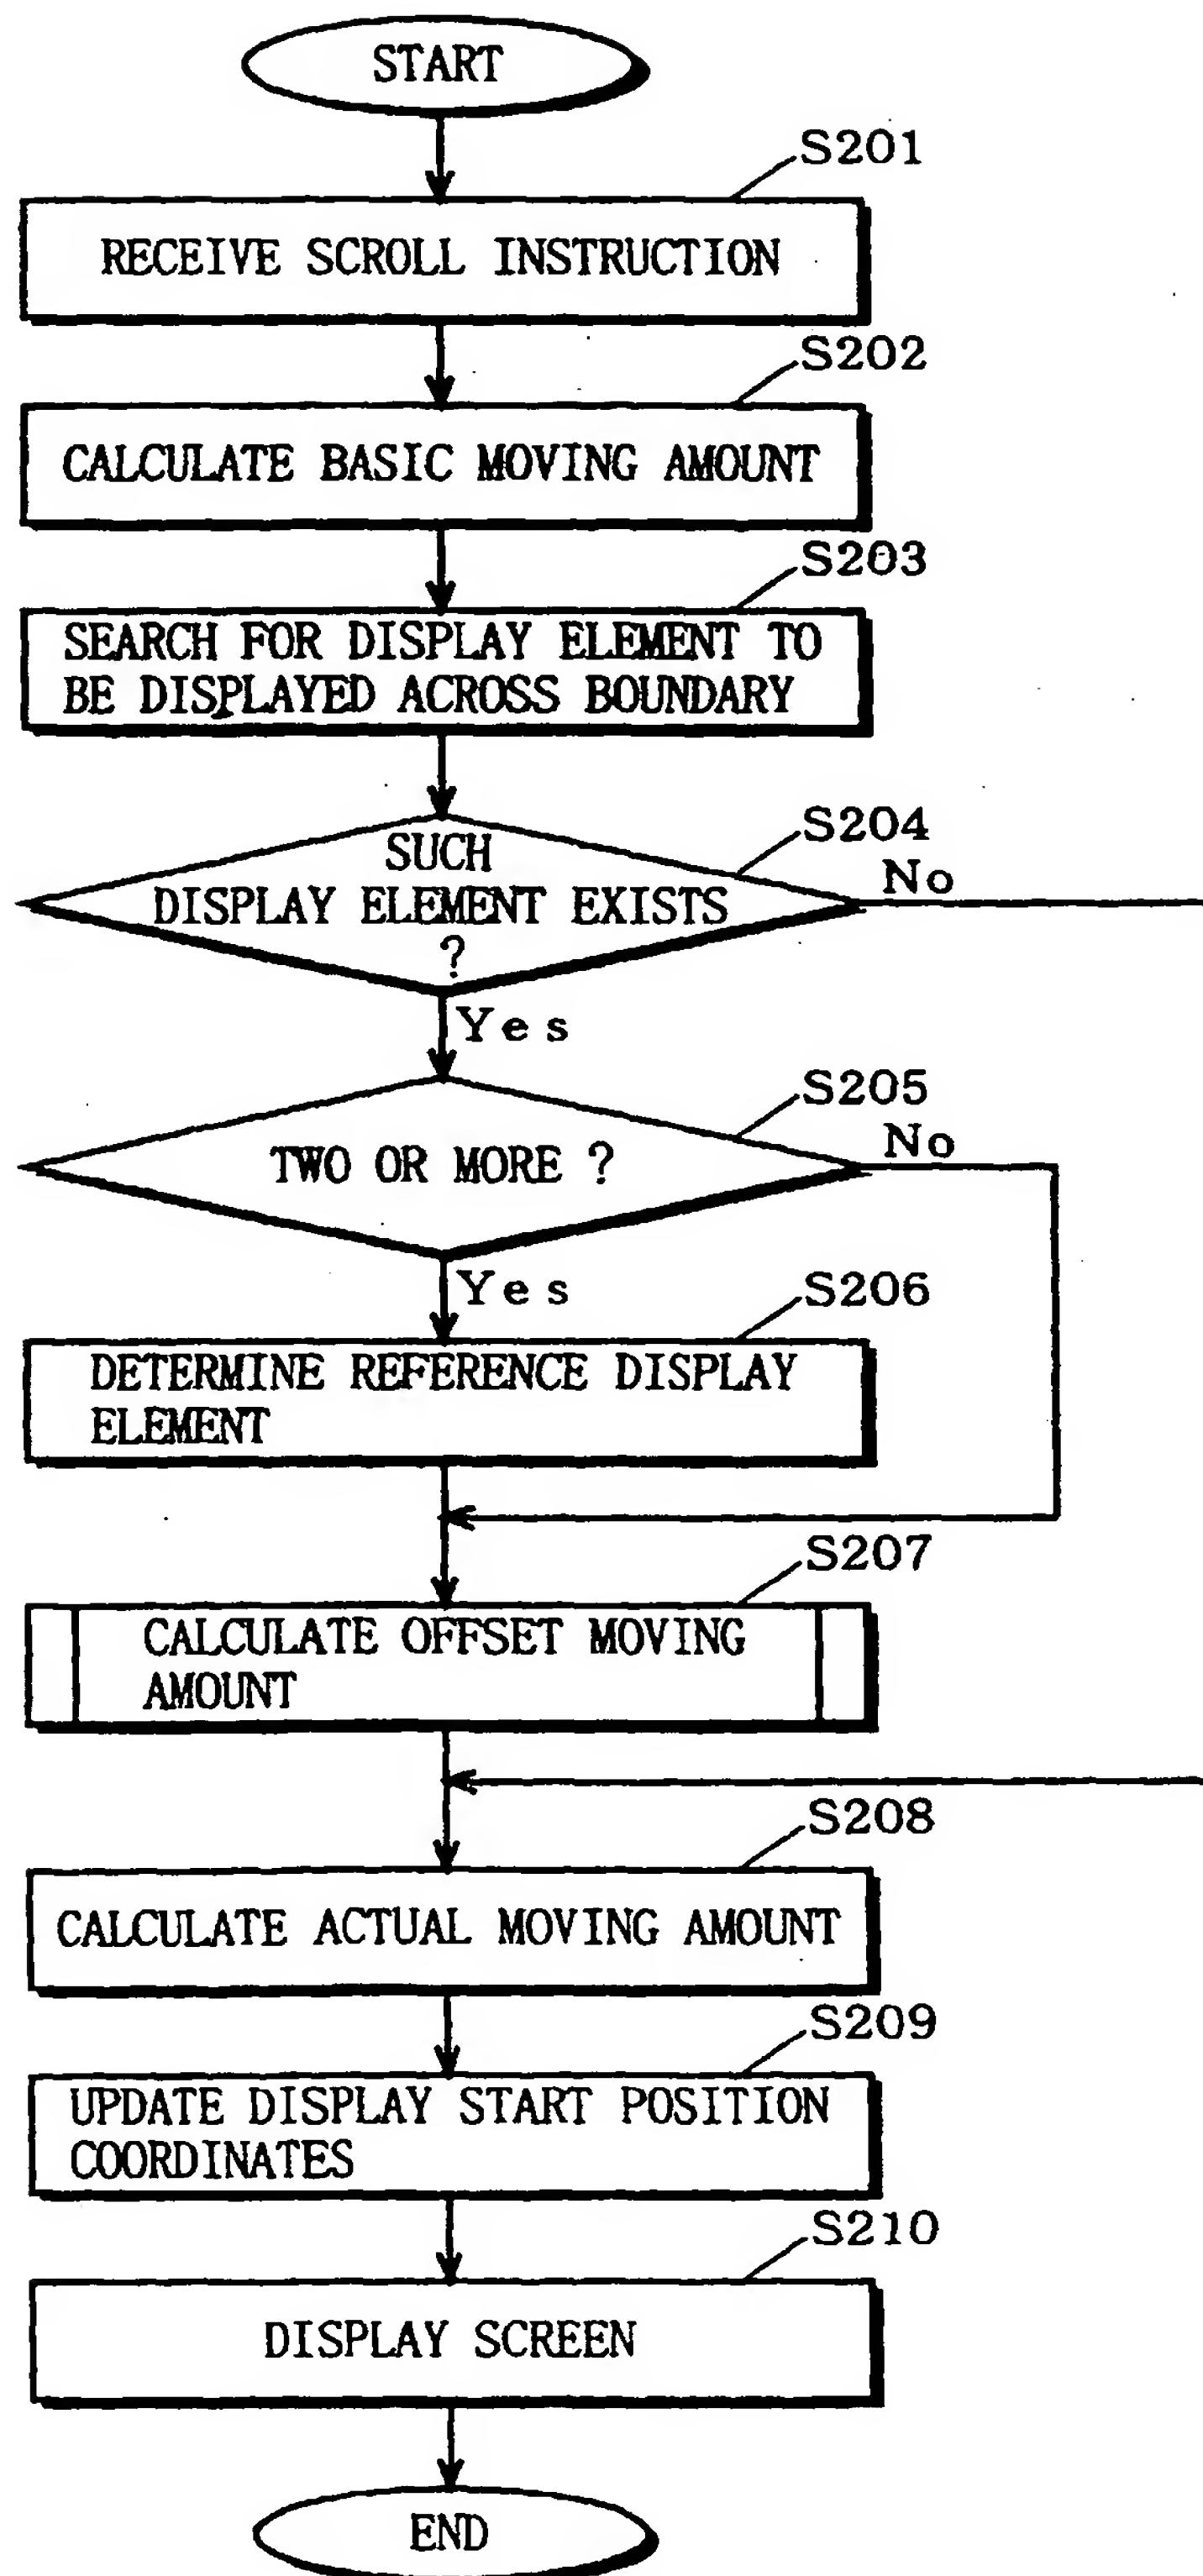 START
S201
RECEIVE SCROLL INSTRUCTION
S202
CALCULATE BASIC MOVING AMOUNT
S203
SEARCH FOR DISPLAY ELEMENT TO
BE DISPLAYED ACROSS BOUNDARY
S204
SUCH
No
DISPLAY ELEMENT EXISTS
?
Yes
S205
No
TWO OR MORE ?
Yes
S206
DETERMINE REFERENCE DISPLAY
ELEMENT
S207
CALCULATE OFFSET MOVING
AMOUNT
S208
CALCULATE ACTUAL MOVING AMOUNT
S209
UPDATE DISPLAY START POSITION
COORDINATES
S210
DISPLAY SCREEN
END